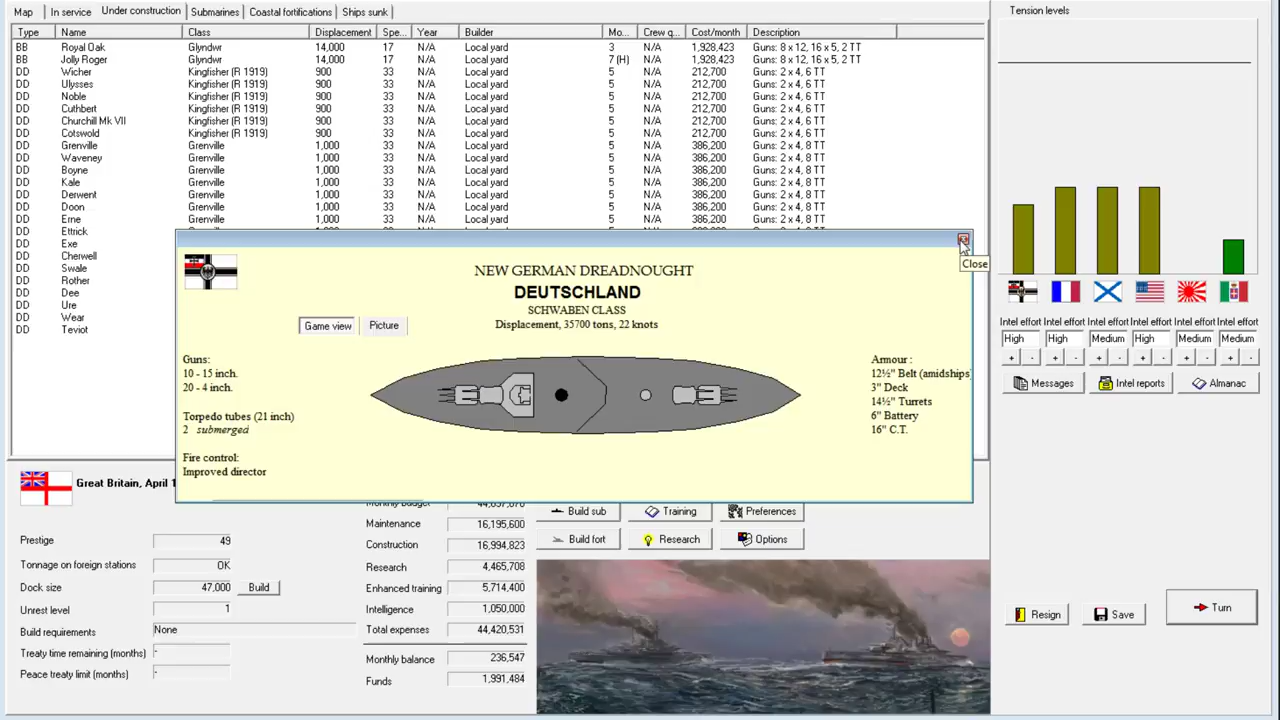 Map In service Under construction Submarines Coastal fortifications Ships sunk
Type Name Class Displacement Spe... Year Builder Mo... Crew q... Cost/month Description
BB Royal Oak Glyndwr 14,000 17 N/A Local yard 3 N/A 1,928,423 Guns: 8 x 12, 16 x 5, 2 TT
BB Jolly Roger Glyndwr 14,000 17 N/A Local yard 7 (H) N/A 1,928,423 Guns: 8 x 12, 16 x 5, 2 TT
DD Wicher Kingfisher (R 1919) 900 33 N/A Local yard 5 N/A 212,700 Guns: 2 x 4, 6 TT
DD Ulysses Kingfisher (R 1919) 900 33 N/A Local yard 5 N/A 212,700 Guns: 2 x 4, 6 TT
DD Noble Kingfisher (R 1919) 900 33 N/A Local yard 5 N/A 212,700 Guns: 2 x 4, 6 TT
DD Cuthbert Kingfisher (R 1919) 900 33 N/A Local yard 5 N/A 212,700 Guns: 2 x 4, 6 TT
DD Churchill Mk VII Kingfisher (R 1919) 900 33 N/A Local yard 5 N/A 212,700 Guns: 2 x 4, 6 TT
DD Cotswold Kingfisher (R 1919) 900 33 N/A Local yard 5 N/A 212,700 Guns: 2 x 4, 6 TT
DD Grenville Grenville 1,000 33 N/A Local yard 5 N/A 386,200 Guns: 2 x 4, 8 TT
DD Waveney Grenville 1,000 33 N/A Local yard 5 N/A 386,200 Guns: 2 x 4, 8 TT
DD Boyne Grenville 1,000 33 N/A Local yard 5 N/A 386,200 Guns: 2 x 4, 8 TT
DD Kale Grenville 1,000 33 N/A Local yard 5 N/A 386,200 Guns: 2 x 4, 8 TT
DD Derwent Grenville 1,000 33 N/A Local yard 5 N/A 386,200 Guns: 2 x 4, 8 TT
DD Doon Grenville 1,000 33 N/A Local yard 5 N/A 386,200 Guns: 2 x 4, 8 TT
DD Erne Grenville 1,000 33 N/A Local yard 5 N/A 386,200 Guns: 2 x 4, 8 TT
DD Ettrick
DD Exe
DD Cherwell
DD Swale
DD Rother
DD Dee
DD Ure
DD Wear
DD Teviot
NEW GERMAN DREADNOUGHT
DEUTSCHLAND
SCHWABEN CLASS
Displacement, 35700 tons, 22 knots
Game view Picture
Guns:
10 - 15 inch.
20 - 4 inch.
Torpedo tubes (21 inch)
2 submerged
Fire control:
Improved director
Armour :
12½" Belt (amidships)
3" Deck
14½" Turrets
6" Battery
16" C.T.
Close
Tension levels
Intel effort Intel effort Intel effort Intel effort Intel effort Intel effort
High High Medium High Medium Medium
+ - + - + - + - + - + -
Messages Intel reports Almanac
Great Britain, April 1
Prestige 49
Tonnage on foreign stations OK
Dock size 47,000 Build
Unrest level 1
Build requirements None
Treaty time remaining (months) -
Peace treaty limit (months) -
Maintenance 16,195,600
Construction 16,994,823
Research 4,465,708
Enhanced training 5,714,400
Intelligence 1,050,000
Total expenses 44,420,531
Monthly balance 236,547
Funds 1,991,484
Build sub Training Preferences
Build fort Research Options
Resign Save Turn